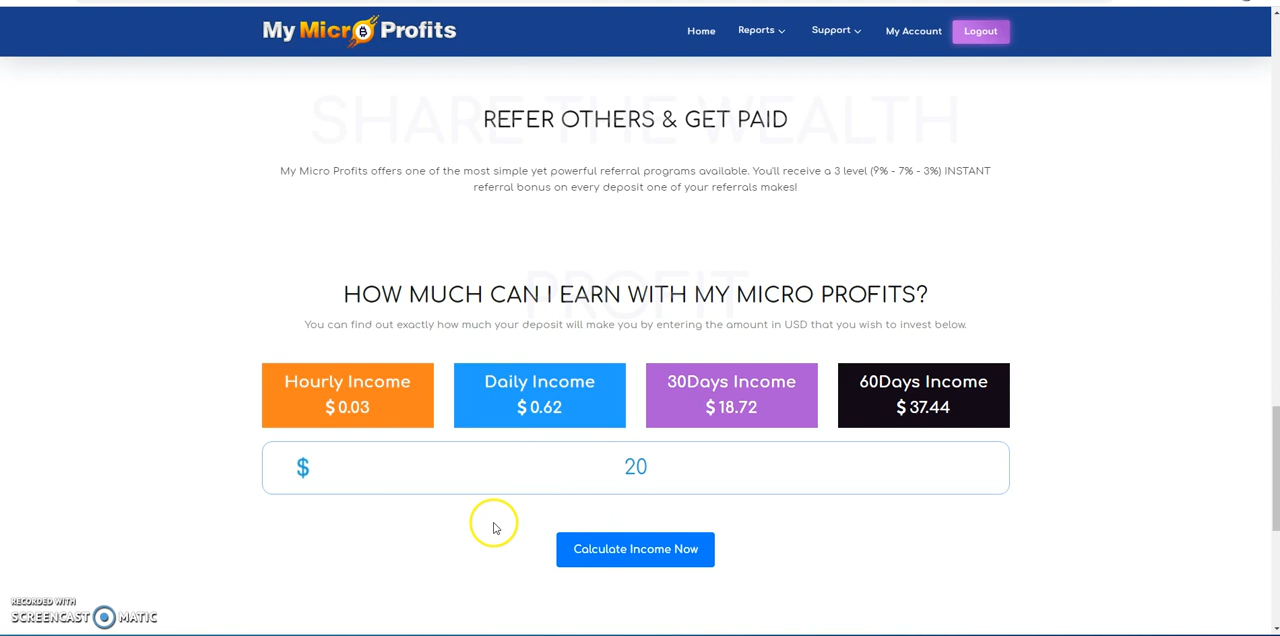 My Micro Profits
Home
Reports
Support
My Account
Logout
SHARE THE WEALTH
REFER OTHERS & GET PAID
My Micro Profits offers one of the most simple yet powerful referral programs available. You'll receive a 3 level (9% - 7% - 3%) INSTANT
referral bonus on every deposit one of your referrals makes!
PROFIT
HOW MUCH CAN I EARN WITH MY MICRO PROFITS?
You can find out exactly how much your deposit will make you by entering the amount in USD that you wish to invest below.
Hourly Income
$ 0.03
Daily Income
$ 0.62
30Days Income
$ 18.72
60Days Income
$ 37.44
$ 20
Calculate Income Now
RECORDED WITH
SCREENCAST MATIC